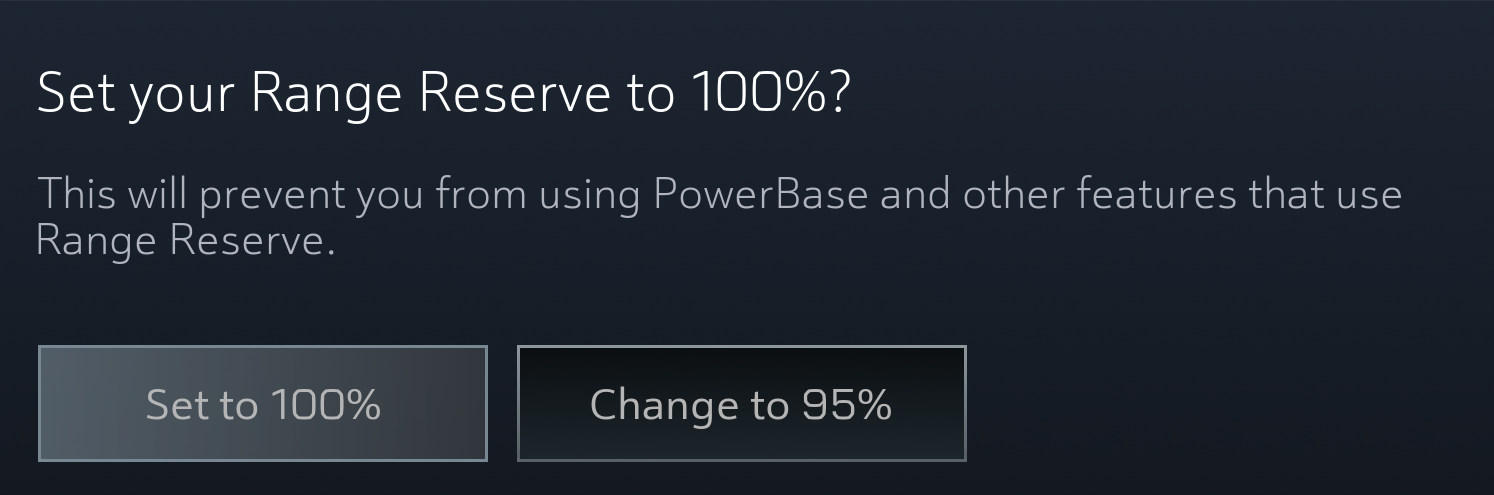 Set your Range Reserve to 100%?
This will prevent you from using PowerBase and other features that use
Range Reserve.
Set to 100%
Change to 95%